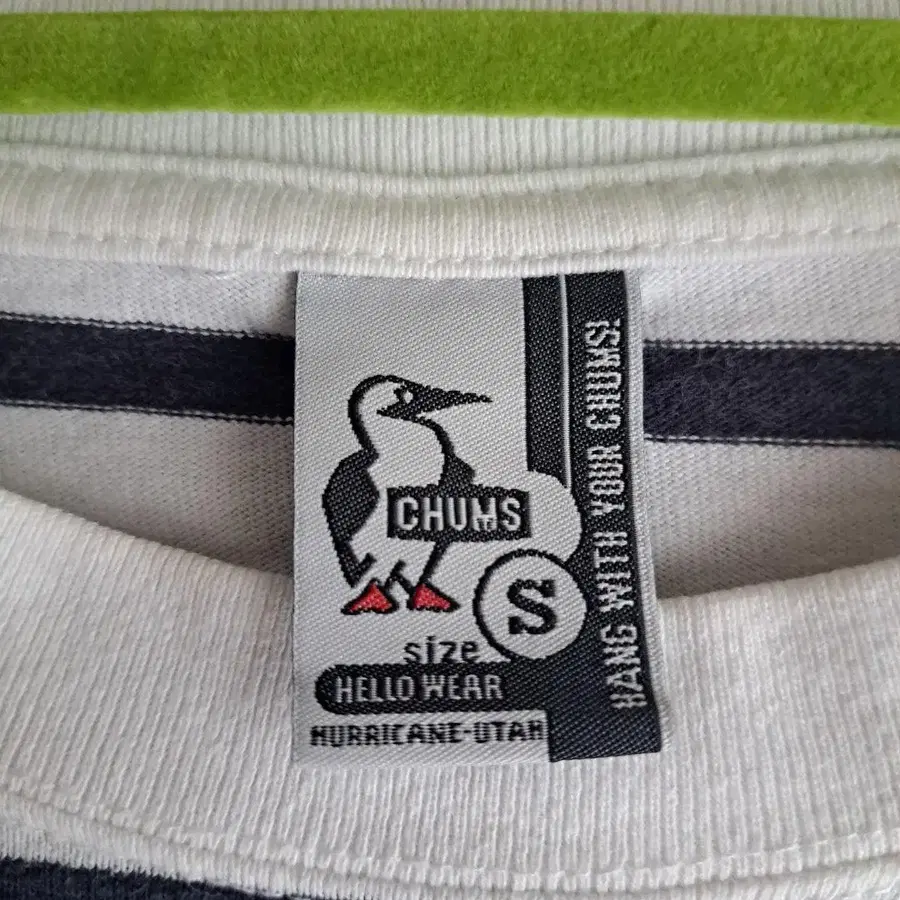 CHUMS
S
size
HELLO WEAR
HURRICANE-UTAH
HANG WITH YOUR CHUMS!